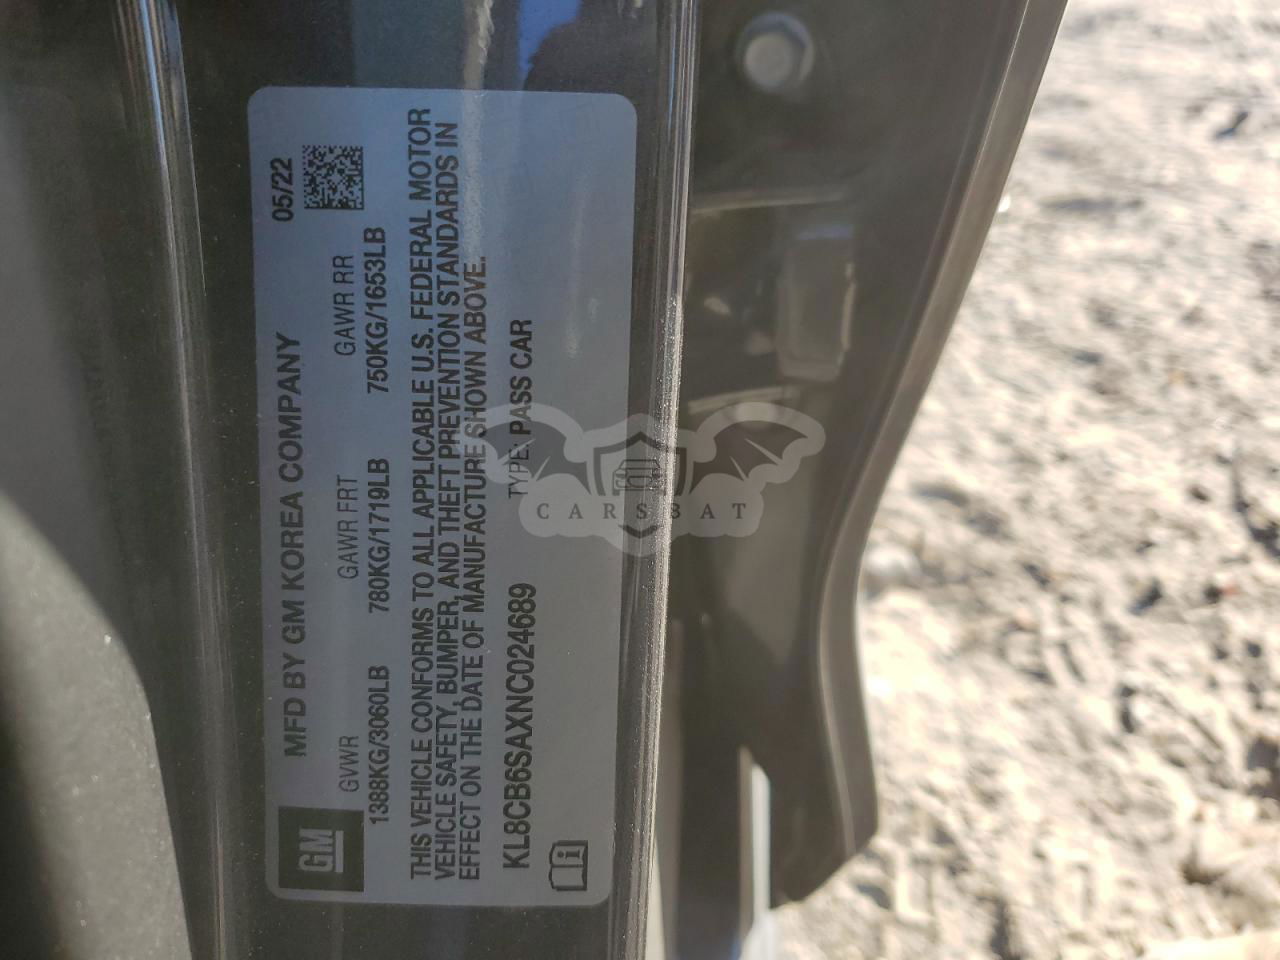 GM
MFD BY GM KOREA COMPANY 05/22
GVWR GAWR FRT GAWR RR
1388KG/3060LB 780KG/1719LB 750KG/1653LB
THIS VEHICLE CONFORMS TO ALL APPLICABLE U.S. FEDERAL MOTOR
VEHICLE SAFETY, BUMPER, AND THEFT PREVENTION STANDARDS IN
EFFECT ON THE DATE OF MANUFACTURE SHOWN ABOVE.
KL8CB6SAXNC024689 TYPE: PASS CAR
i
CARSBAT